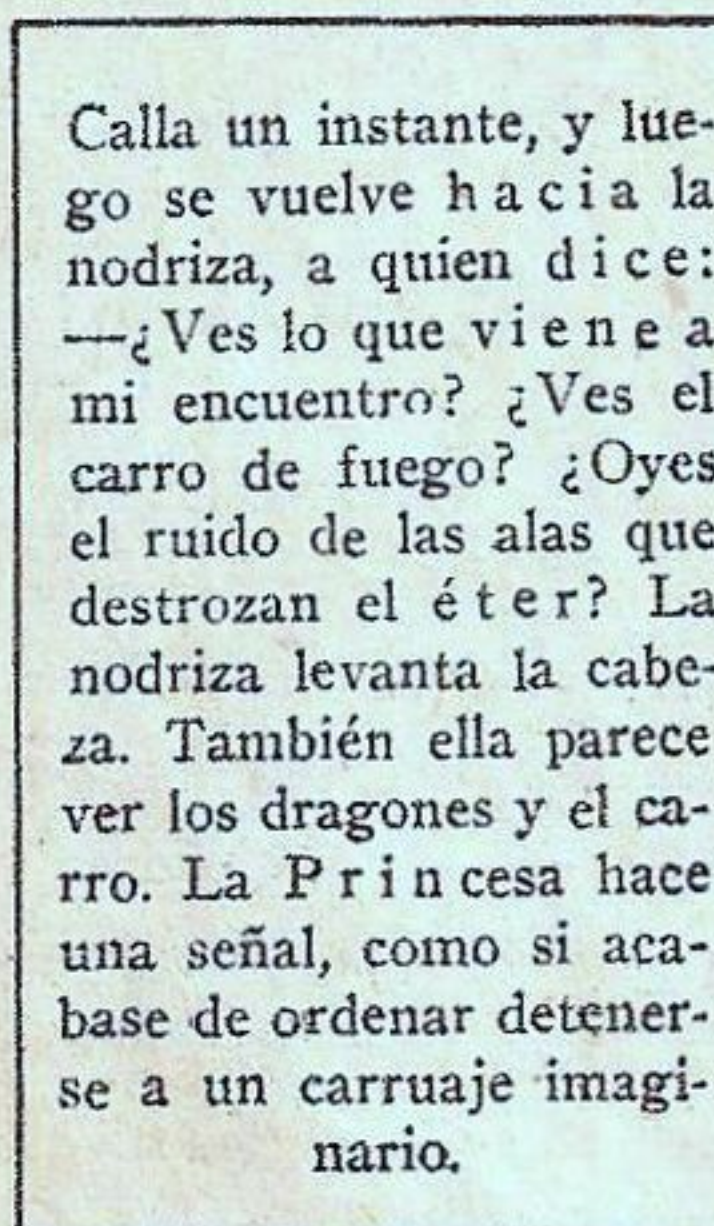 Calla un instante, y lue-
go se vuelve hacia la
nodriza, a quien dice:
—¿Ves lo que viene a
mi encuentro? ¿Ves el
carro de fuego? ¿Oyes
el ruido de las alas que
destrozan el éter? La
nodriza levanta la cabe-
za. También ella parece
ver los dragones y el ca-
rro. La Princesa hace
una señal, como si aca-
base de ordenar detener-
se a un carruaje imagi-
nario.